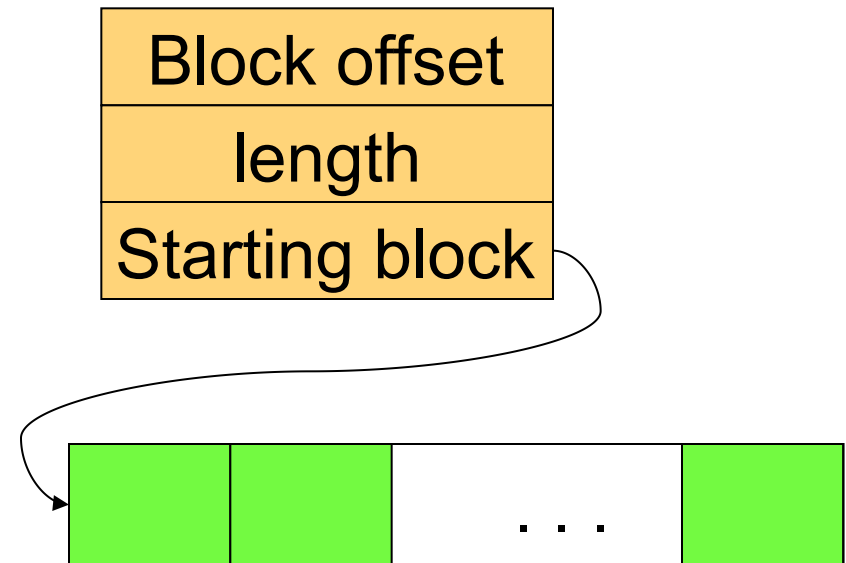 Block offset
length
Starting block
. . .